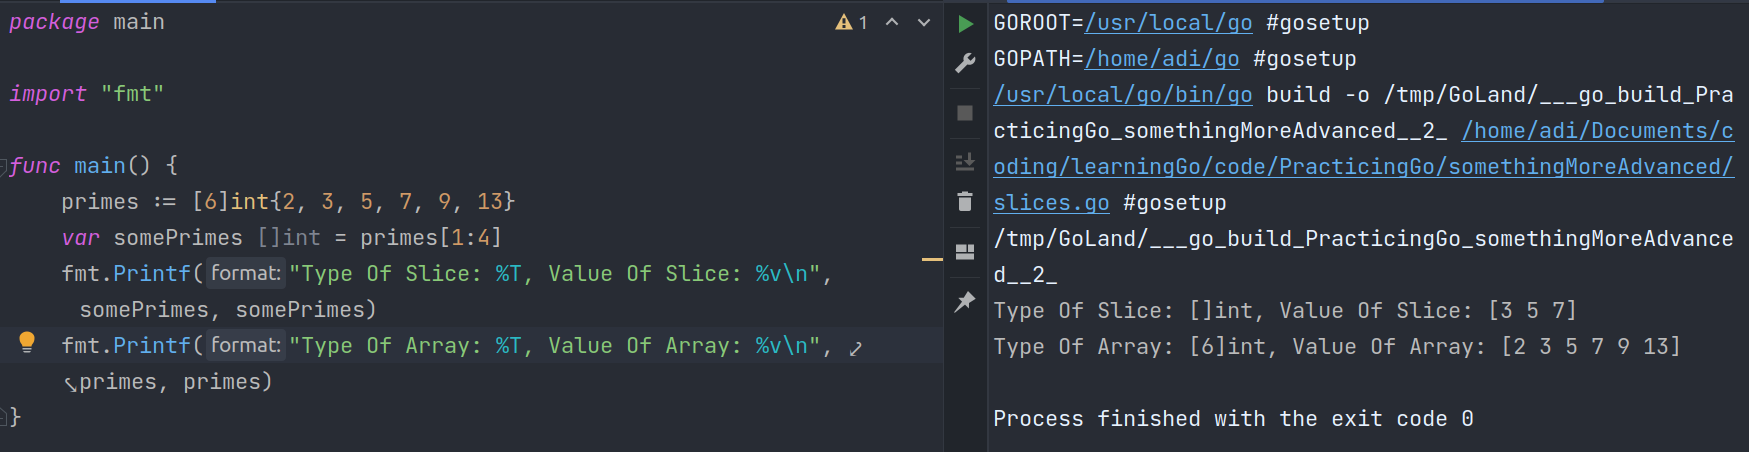 package main
1
import "fmt"
func main() {
primes := [6]int{2, 3, 5, 7, 9, 13}
var somePrimes []int = primes[1:4]
fmt.Printf( format: "Type Of Slice: %T, Value Of Slice: %v\n",
somePrimes, somePrimes)
fmt.Printf( format: "Type Of Array: %T, Value Of Array: %v\n",
primes, primes)
}
GOROOT=/usr/local/go #gosetup
GOPATH=/home/adi/go #gosetup
/usr/local/go/bin/go build -o /tmp/GoLand/___go_build_Pra
cticingGo_somethingMoreAdvanced__2_ /home/adi/Documents/c
oding/learningGo/code/PracticingGo/somethingMoreAdvanced/
slices.go #gosetup
/tmp/GoLand/___go_build_PracticingGo_somethingMoreAdvance
d__2_
Type Of Slice: []int, Value Of Slice: [3 5 7]
Type Of Array: [6]int, Value Of Array: [2 3 5 7 9 13]
Process finished with the exit code 0